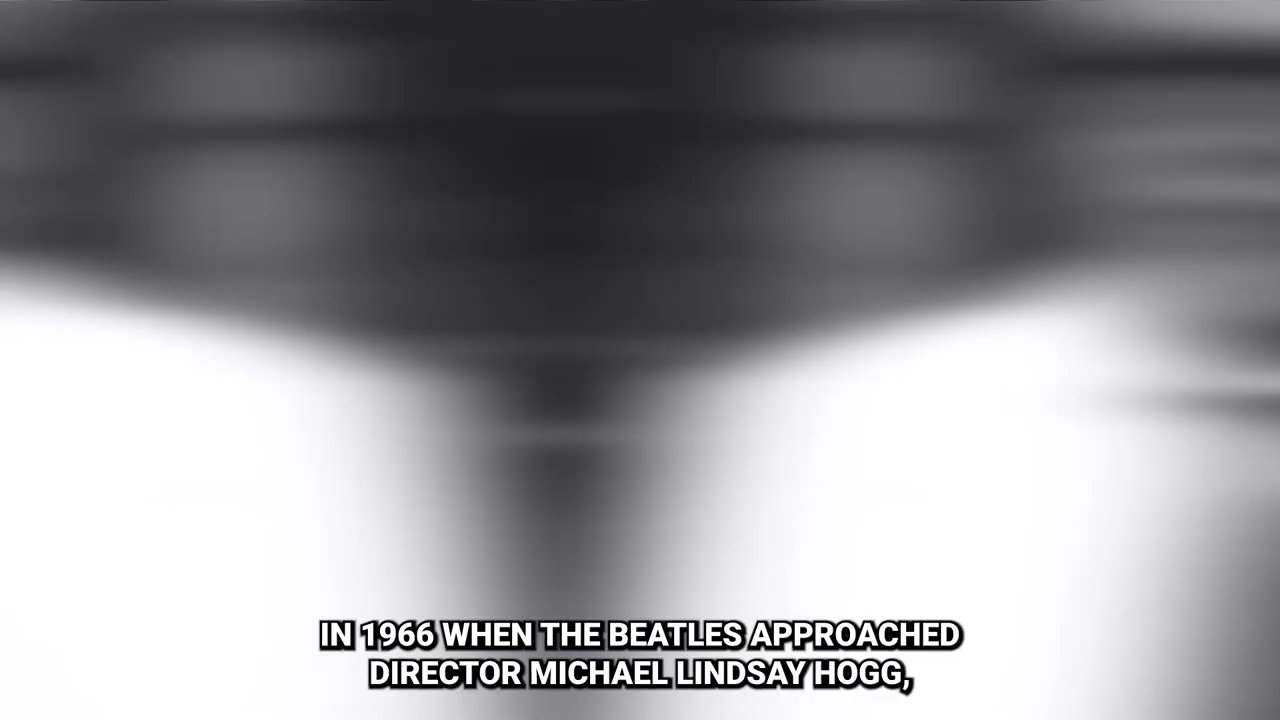 IN 1966 WHEN THE BEATLES APPROACHED
DIRECTOR MICHAEL LINDSAY HOGG,